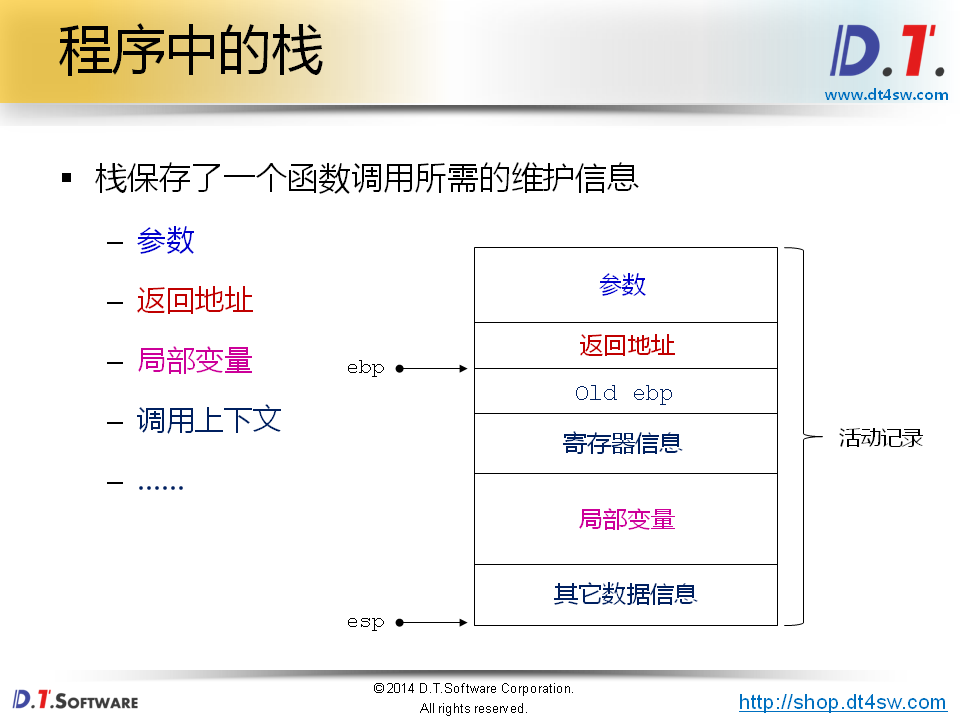 程序中的栈
D.T.
www.dt4sw.com
▪ 栈保存了一个函数调用所需的维护信息
– 参数
– 返回地址
– 局部变量
– 调用上下文
– ......
参数
返回地址
ebp
Old ebp
寄存器信息
活动记录
局部变量
其它数据信息
esp
D.T.SOFTWARE
©2014 D.T.Software Corporation.
All rights reserved.
http://shop.dt4sw.com